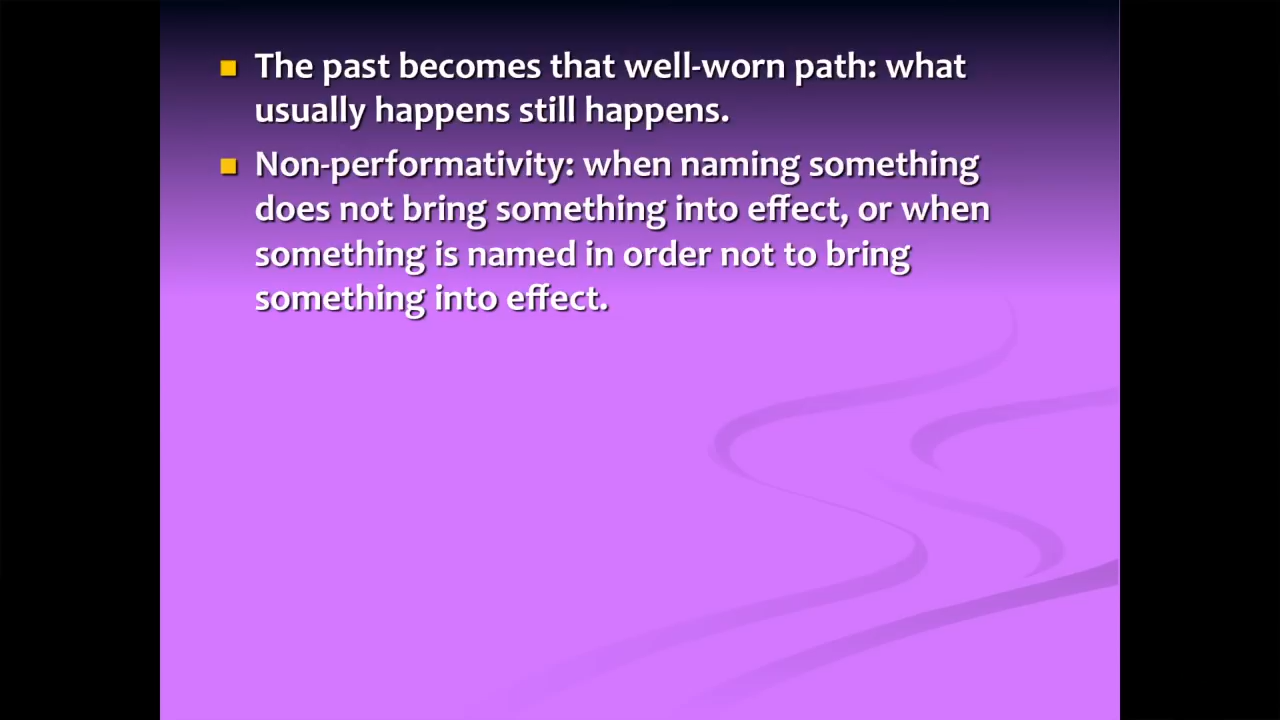 The past becomes that well-worn path: what
usually happens still happens.
Non-performativity: when naming something
does not bring something into effect, or when
something is named in order not to bring
something into effect.